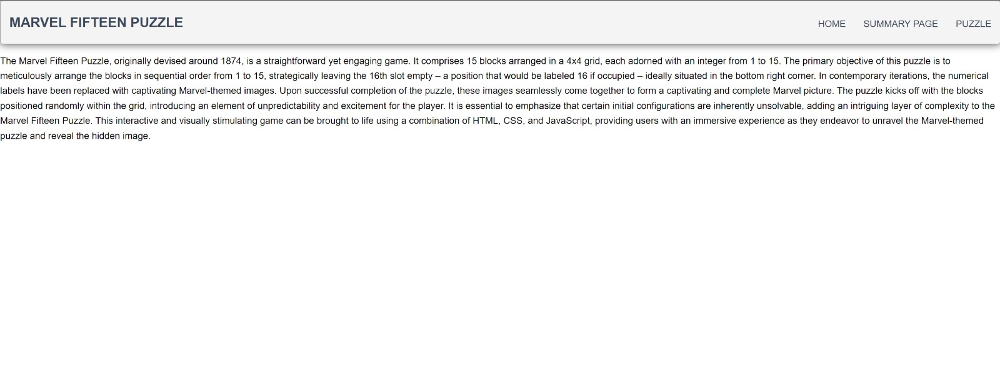 MARVEL FIFTEEN PUZZLE
HOME SUMMARY PAGE PUZZLE
The Marvel Fifteen Puzzle, originally devised around 1874, is a straightforward yet engaging game. It comprises 15 blocks arranged in a 4x4 grid, each adorned with an integer from 1 to 15. The primary objective of this puzzle is to
meticulously arrange the blocks in sequential order from 1 to 15, strategically leaving the 16th slot empty – a position that would be labeled 16 if occupied – ideally situated in the bottom right corner. In contemporary iterations, the numerical
labels have been replaced with captivating Marvel-themed images. Upon successful completion of the puzzle, these images seamlessly come together to form a captivating and complete Marvel picture. The puzzle kicks off with the blocks
positioned randomly within the grid, introducing an element of unpredictability and excitement for the player. It is essential to emphasize that certain initial configurations are inherently unsolvable, adding an intriguing layer of complexity to the
Marvel Fifteen Puzzle. This interactive and visually stimulating game can be brought to life using a combination of HTML, CSS, and JavaScript, providing users with an immersive experience as they endeavor to unravel the Marvel-themed
puzzle and reveal the hidden image.